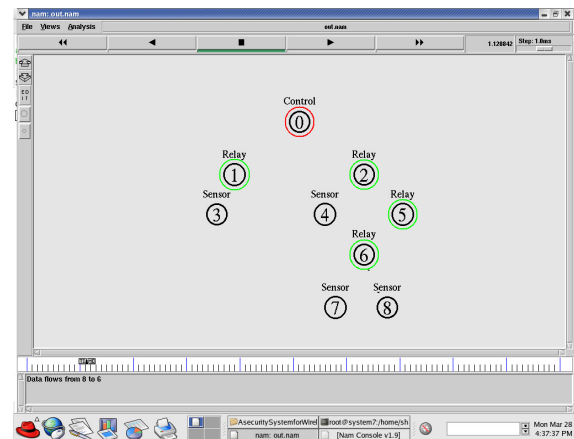 nam: out.nam
File Views Analysis out.nam
1.128842 Step: 1.0ms
Control
0
Relay Relay
1 2
Sensor Sensor Relay
3 4 5
Relay
6
Sensor Sensor
7 8
Data flows from 8 to 6
AsecuritySystemforWirel root@system7:/home/sh
nam: out.nam [Nam Console v1.9]
Mon Mar 28
4:37:37 PM